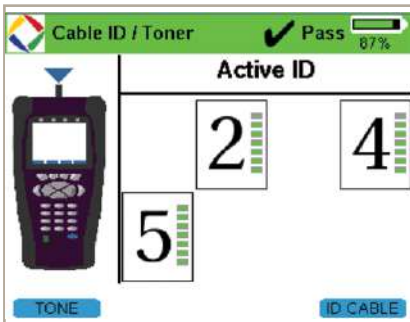 Cable ID / Toner Pass 87%
Active ID
2 4
5
TONE ID CABLE